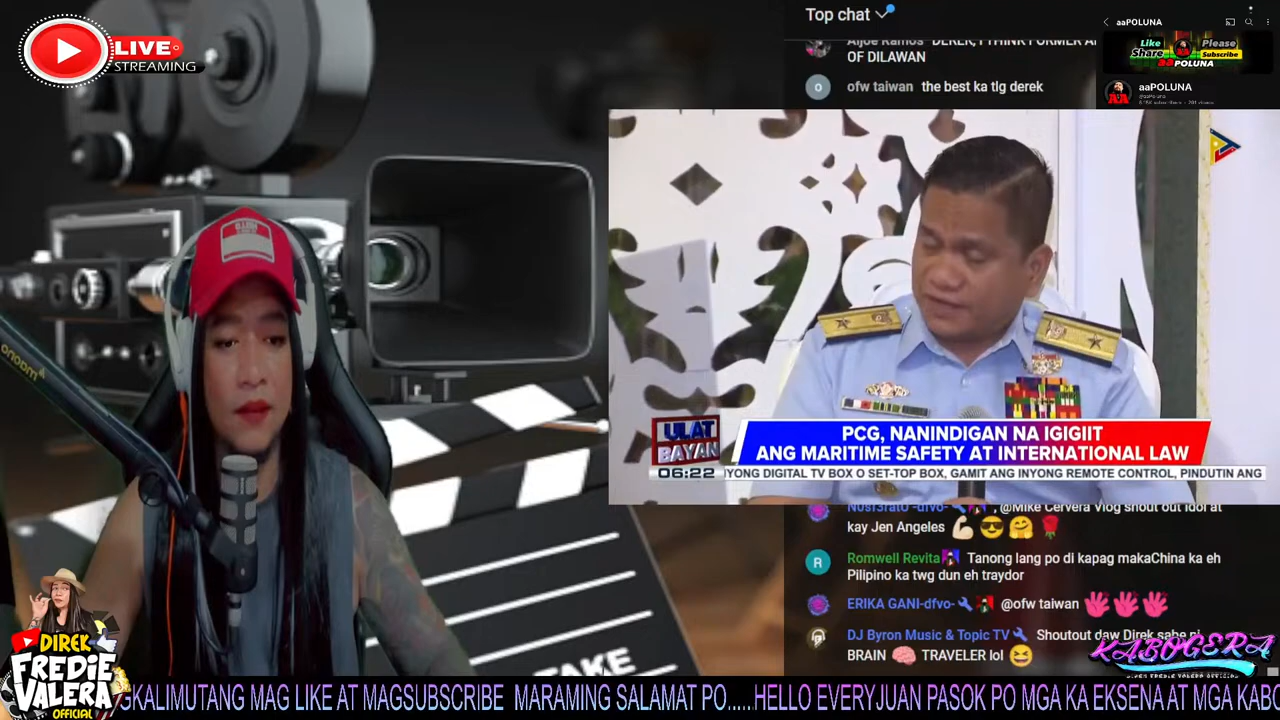 LIVE
STREAMING
Top chat
aaPOLUNA
Like
Share
Please
Subscribe
aaPOLUNA
aaPOLUNA
OF DILAWAN
ofw taiwan the best ka tlg derek
ULAT
BAYAN
06:22
PCG, NANINDIGAN NA IGIGIIT
ANG MARITIME SAFETY AT INTERNATIONAL LAW
IYONG DIGITAL TV BOX O SET-TOP BOX, GAMIT ANG INYONG REMOTE CONTROL, PINDUTIN ANG
@Mike Cervera Vlog shout out idol at
kay Jen Angeles 💪😎🤗🌹
Romwell Revita Tanong lang po di kapag makaChina ka eh
Pilipino ka twg dun eh traydor
ERIKA GANI-dfvo- @ofw taiwan
DJ Byron Music & Topic TV Shoutout daw Direk sabe ni
BRAIN 🧠 TRAVELER lol 😆
KABOGERA
maono
TAKE
DIREK
FREDIE
VALERA
OFFICIAL
GKALIMUTANG MAG LIKE AT MAGSUBSCRIBE MARAMING SALAMAT PO.....HELLO EVERYJUAN PASOK PO MGA KA EKSENA AT MGA KABO